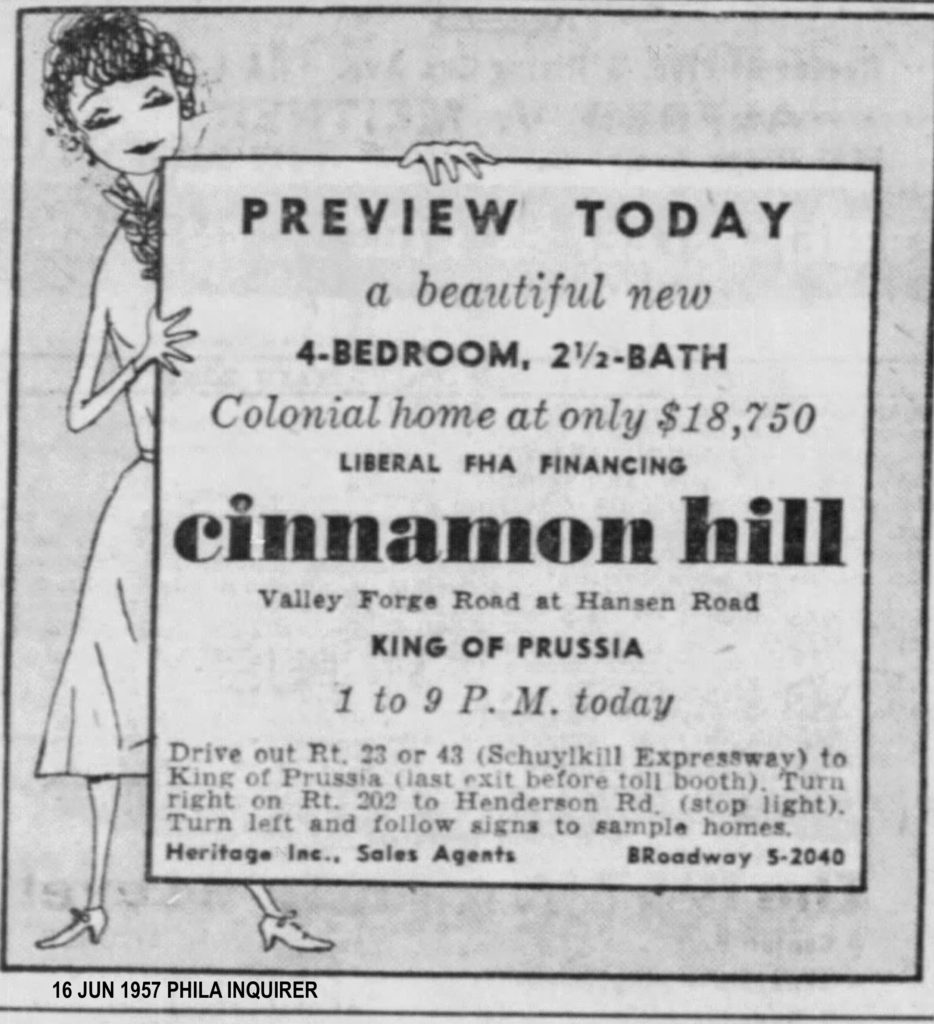 PREVIEW TODAY
a beautiful new
4-BEDROOM, 2½-BATH
Colonial home at only $18,750
LIBERAL FHA FINANCING
cinnamon hill
Valley Forge Road at Hansen Road
KING OF PRUSSIA
1 to 9 P. M. today
Drive out Rt. 23 or 43 (Schuylkill Expressway) to
King of Prussia (last exit before toll booth). Turn
right on Rt. 202 to Henderson Rd. (stop light).
Turn left and follow signs to sample homes.
Heritage Inc., Sales Agents BRoadway 5-2040
16 JUN 1957 PHILA INQUIRER